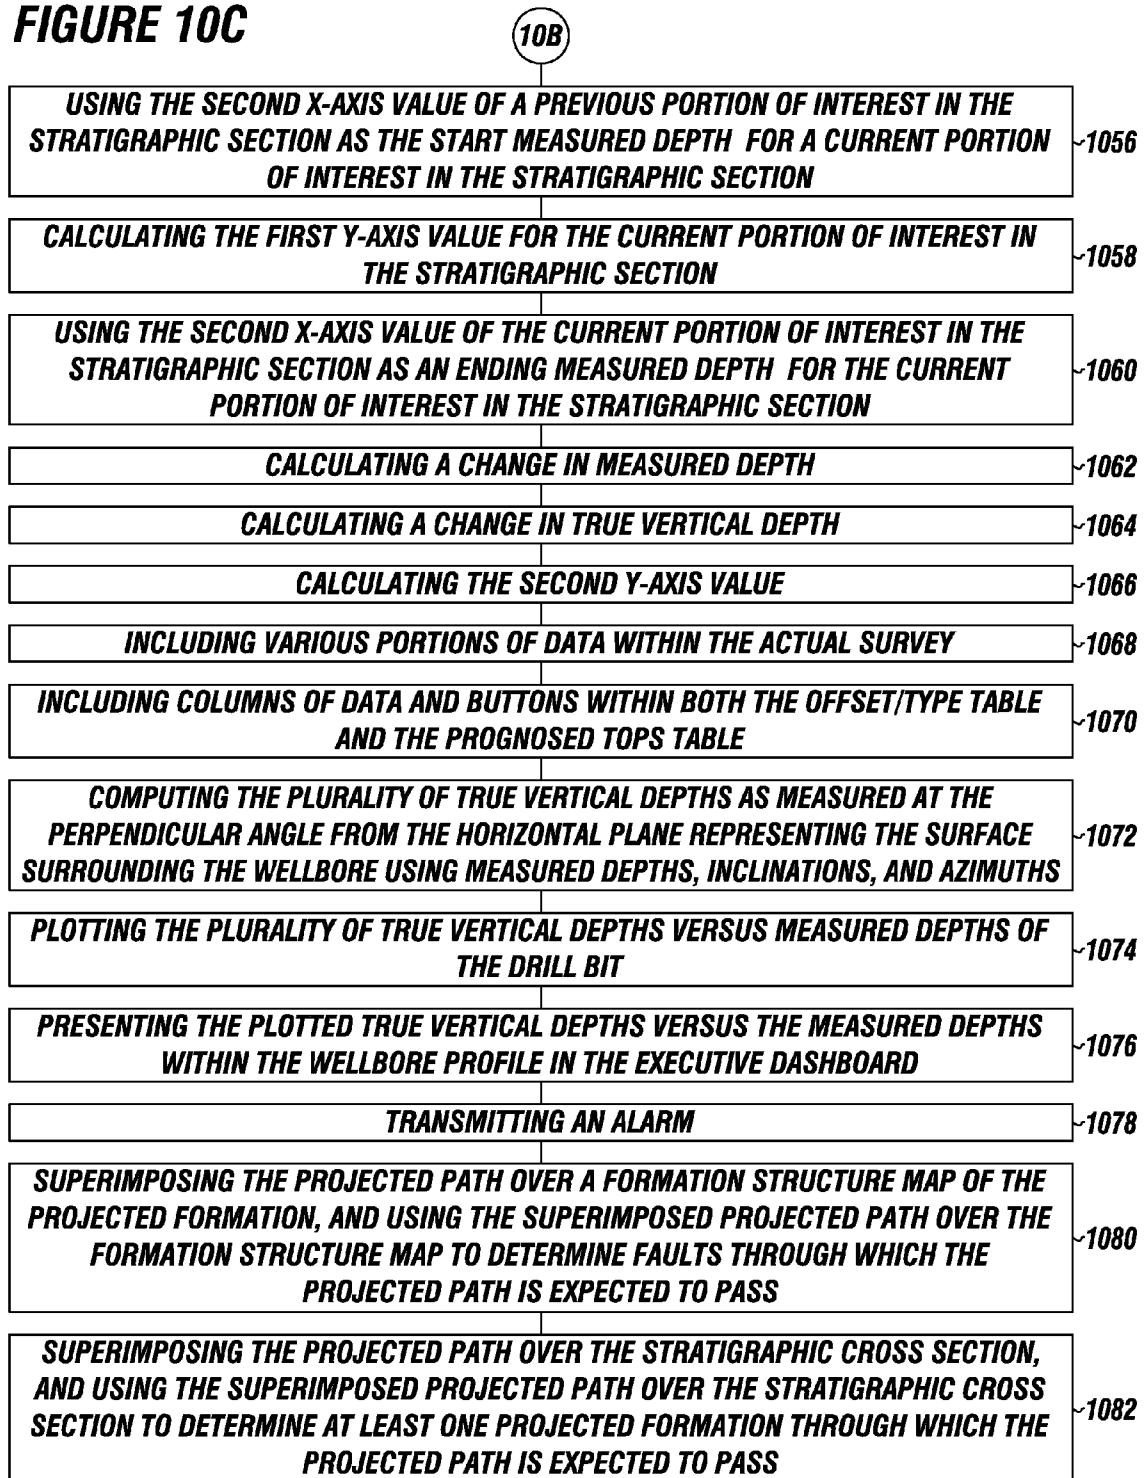 FIGURE 10C
10B
USING THE SECOND X-AXIS VALUE OF A PREVIOUS PORTION OF INTEREST IN THE
STRATIGRAPHIC SECTION AS THE START MEASURED DEPTH FOR A CURRENT PORTION
OF INTEREST IN THE STRATIGRAPHIC SECTION
1056
CALCULATING THE FIRST Y-AXIS VALUE FOR THE CURRENT PORTION OF INTEREST IN
THE STRATIGRAPHIC SECTION
1058
USING THE SECOND X-AXIS VALUE OF THE CURRENT PORTION OF INTEREST IN THE
STRATIGRAPHIC SECTION AS AN ENDING MEASURED DEPTH FOR THE CURRENT
PORTION OF INTEREST IN THE STRATIGRAPHIC SECTION
1060
CALCULATING A CHANGE IN MEASURED DEPTH
1062
CALCULATING A CHANGE IN TRUE VERTICAL DEPTH
1064
CALCULATING THE SECOND Y-AXIS VALUE
1066
INCLUDING VARIOUS PORTIONS OF DATA WITHIN THE ACTUAL SURVEY
1068
INCLUDING COLUMNS OF DATA AND BUTTONS WITHIN BOTH THE OFFSET/TYPE TABLE
AND THE PROGNOSED TOPS TABLE
1070
COMPUTING THE PLURALITY OF TRUE VERTICAL DEPTHS AS MEASURED AT THE
PERPENDICULAR ANGLE FROM THE HORIZONTAL PLANE REPRESENTING THE SURFACE
SURROUNDING THE WELLBORE USING MEASURED DEPTHS, INCLINATIONS, AND AZIMUTHS
1072
PLOTTING THE PLURALITY OF TRUE VERTICAL DEPTHS VERSUS MEASURED DEPTHS OF
THE DRILL BIT
1074
PRESENTING THE PLOTTED TRUE VERTICAL DEPTHS VERSUS THE MEASURED DEPTHS
WITHIN THE WELLBORE PROFILE IN THE EXECUTIVE DASHBOARD
1076
TRANSMITTING AN ALARM
1078
SUPERIMPOSING THE PROJECTED PATH OVER A FORMATION STRUCTURE MAP OF THE
PROJECTED FORMATION, AND USING THE SUPERIMPOSED PROJECTED PATH OVER THE
FORMATION STRUCTURE MAP TO DETERMINE FAULTS THROUGH WHICH THE
PROJECTED PATH IS EXPECTED TO PASS
1080
SUPERIMPOSING THE PROJECTED PATH OVER THE STRATIGRAPHIC CROSS SECTION,
AND USING THE SUPERIMPOSED PROJECTED PATH OVER THE STRATIGRAPHIC CROSS
SECTION TO DETERMINE AT LEAST ONE PROJECTED FORMATION THROUGH WHICH THE
PROJECTED PATH IS EXPECTED TO PASS
1082